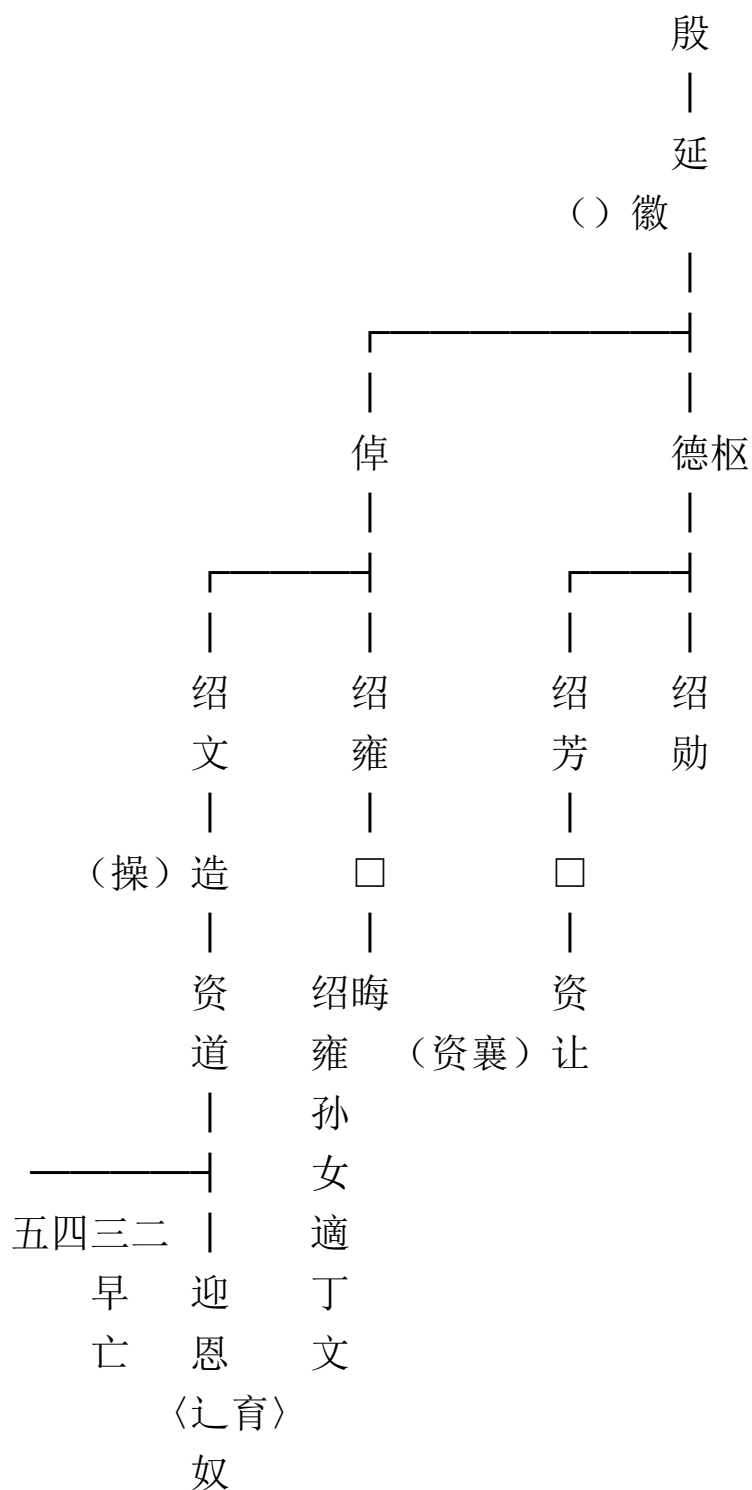 殷
延徽（）
德枢
倬
绍勋
绍芳
绍雍
绍文
□
□
造（操）
资让（资襄）
晦
绍雍孙女適丁文
资道
迎恩〈辶育〉奴
二
三早亡
四
五